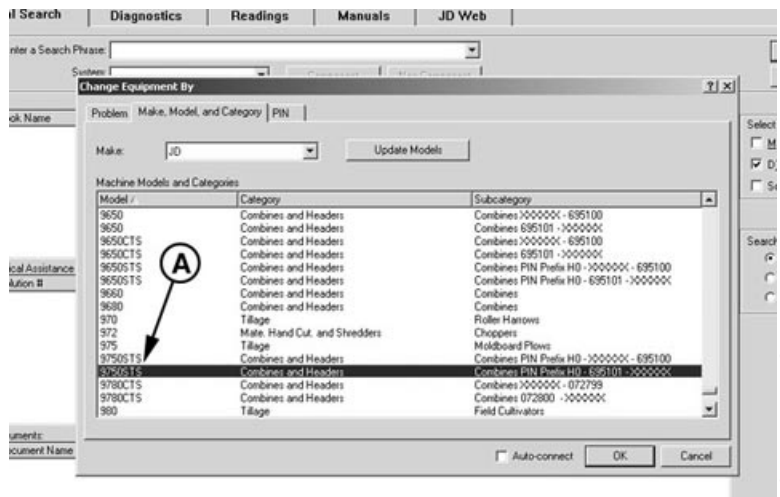 l Search Diagnostics Readings Manuals JD Web
nter a Search Phrase:
System:
Change Equipment By
Problem Make, Model, and Category PIN
ok Name
Make: JD Update Models
Select
Machine Models and Categories
Model / Category Subcategory
9650 Combines and Headers Combines XXXXXX - 695100
9650 Combines and Headers Combines 695101 - XXXXXX
9650CTS Combines and Headers Combines XXXXXX - 695100
9650CTS Combines and Headers Combines 695101 - XXXXXX
9650STS Combines and Headers Combines PIN Prefix H0 - XXXXXX - 695100
9650STS Combines and Headers Combines PIN Prefix H0 - 695101 - XXXXXX
9660 Combines and Headers Combines
9680 Combines and Headers Combines
970 Tillage Roller Harrows
972 Mate. Hand Cut. and Shredders Choppers
975 Tillage Moldboard Plows
9750STS Combines and Headers Combines PIN Prefix H0 - XXXXXX - 695100
9750STS Combines and Headers Combines PIN Prefix H0 - 695101 - XXXXXX
9780CTS Combines and Headers Combines XXXXXX - 072799
9780CTS Combines and Headers Combines 072800 - XXXXXX
980 Tillage Field Cultivators
A
Search
ical Assistance
olution #
uments:
ocument Name
Auto-connect OK Cancel